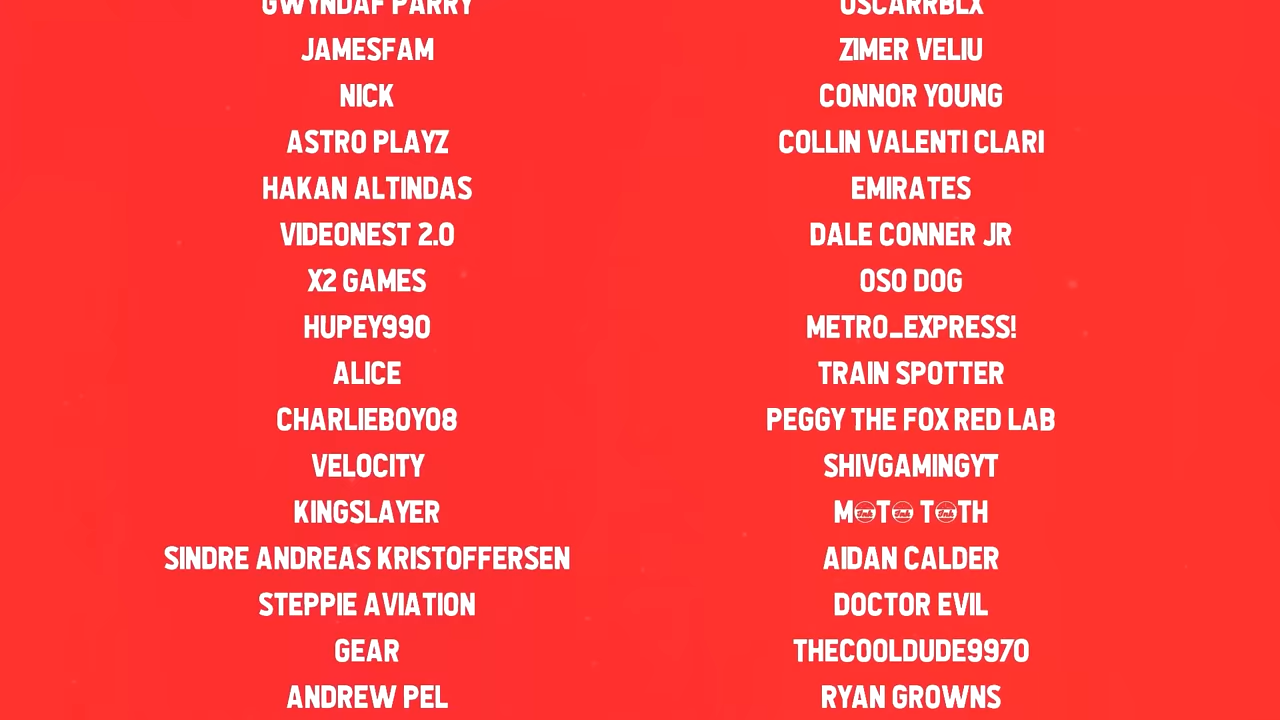 GWYNDAF PARRY
JAMESFAM
NICK
ASTRO PLAYZ
HAKAN ALTINDAS
VIDEONEST 2.0
X2 GAMES
HUPEY990
ALICE
CHARLIEBOY08
VELOCITY
KINGSLAYER
SINDRE ANDREAS KRISTOFFERSEN
STEPPIE AVIATION
GEAR
ANDREW PEL
OSCARRBLX
ZIMER VELIU
CONNOR YOUNG
COLLIN VALENTI CLARI
EMIRATES
DALE CONNER JR
OSO DOG
METRO_EXPRESS!
TRAIN SPOTTER
PEGGY THE FOX RED LAB
SHIVGAMINGYT
AIDAN CALDER
DOCTOR EVIL
THECOOLDUDE9970
RYAN GROWNS